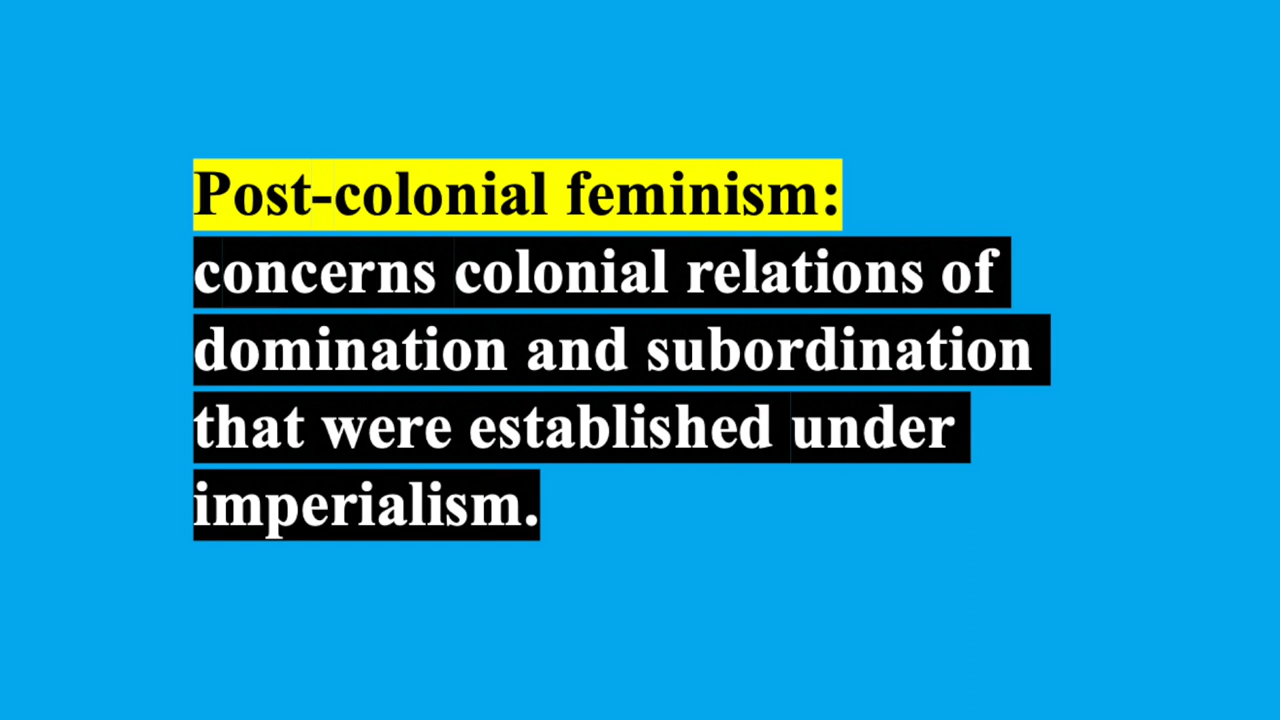 Post-colonial feminism:
concerns colonial relations of
domination and subordination
that were established under
imperialism.